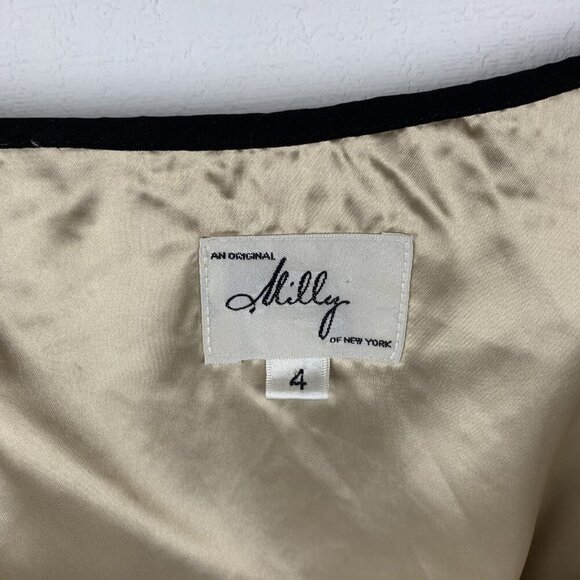 AN ORIGINAL
Milly
OF NEW YORK
4